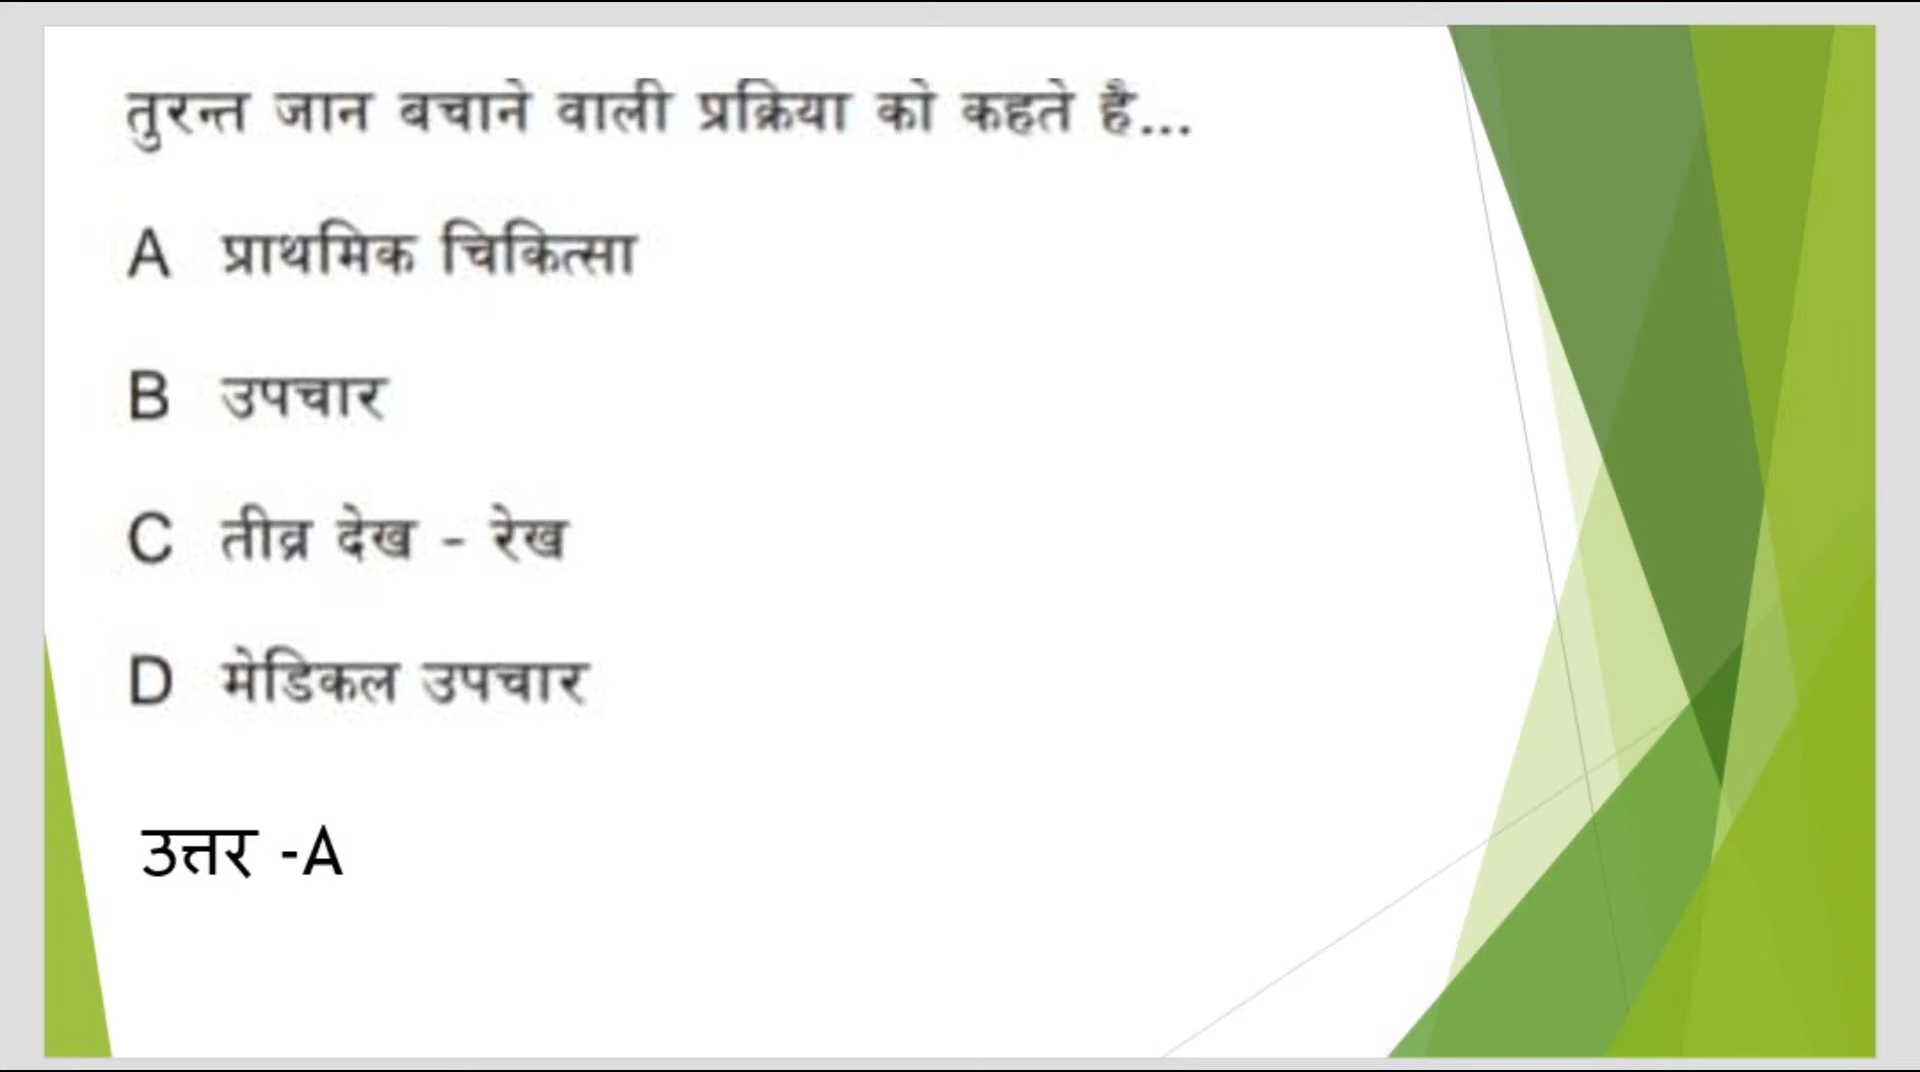 तुरन्त जान बचाने वाली प्रक्रिया को कहते है...
A प्राथमिक चिकित्सा
B उपचार
C तीव्र देख - रेख
D मेडिकल उपचार
उत्तर -A